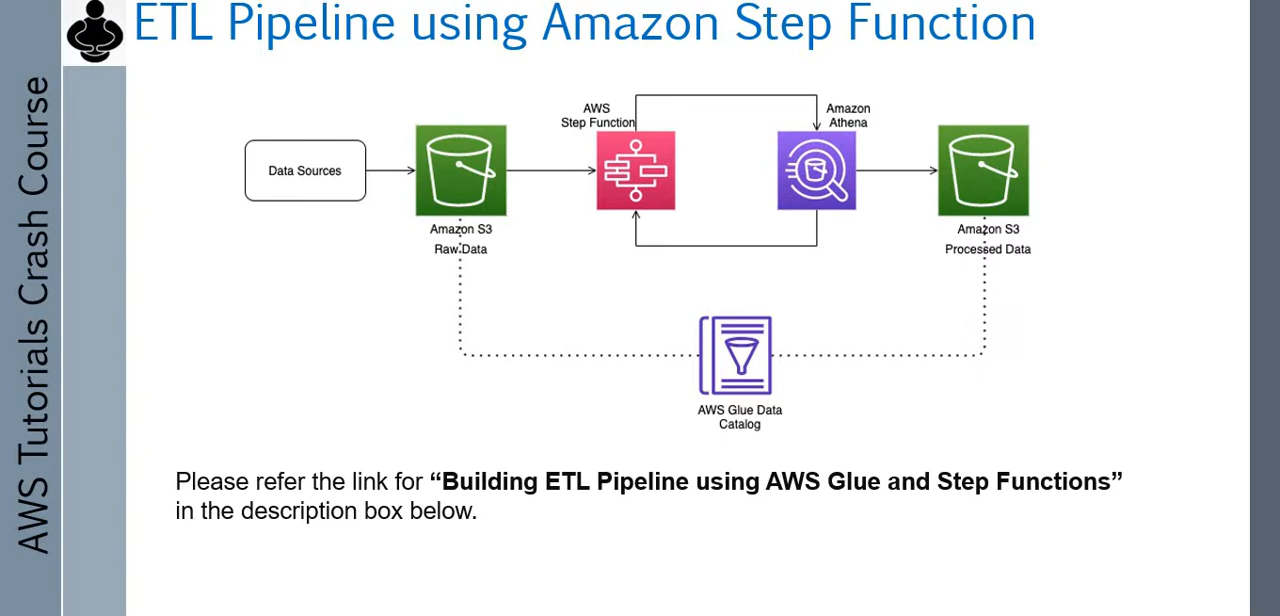 ETL Pipeline using Amazon Step Function
AWS Tutorials Crash Course
Data Sources
Amazon S3
Raw Data
AWS
Step Function
Amazon
Athena
Amazon S3
Processed Data
AWS Glue Data
Catalog
Please refer the link for “Building ETL Pipeline using AWS Glue and Step Functions”
in the description box below.